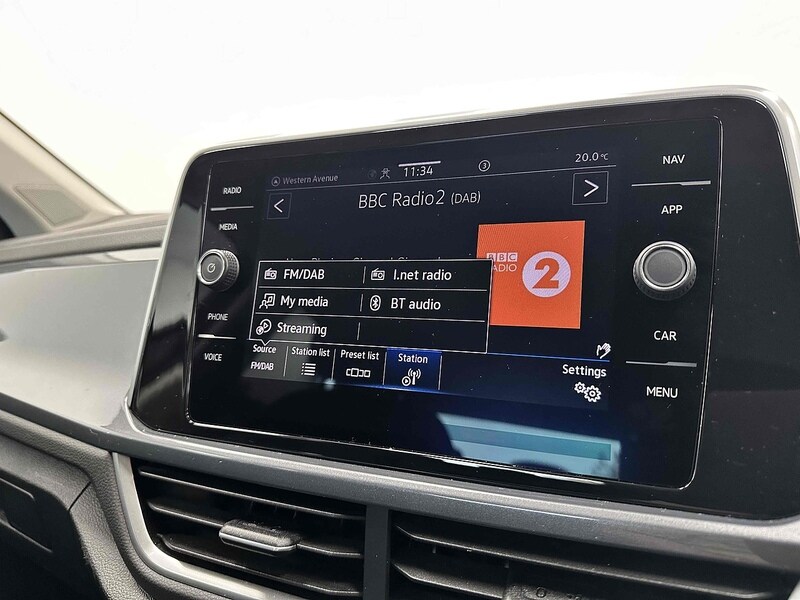 RADIO
MEDIA
PHONE
VOICE
Western Avenue
11:34
3
20.0°C
< BBC Radio2 (DAB) >
BBC
RADIO
2
FM/DAB
I.net radio
My media
BT audio
Streaming
Source
FM/DAB
Station list
Preset list
Station
Settings
NAV
APP
CAR
MENU